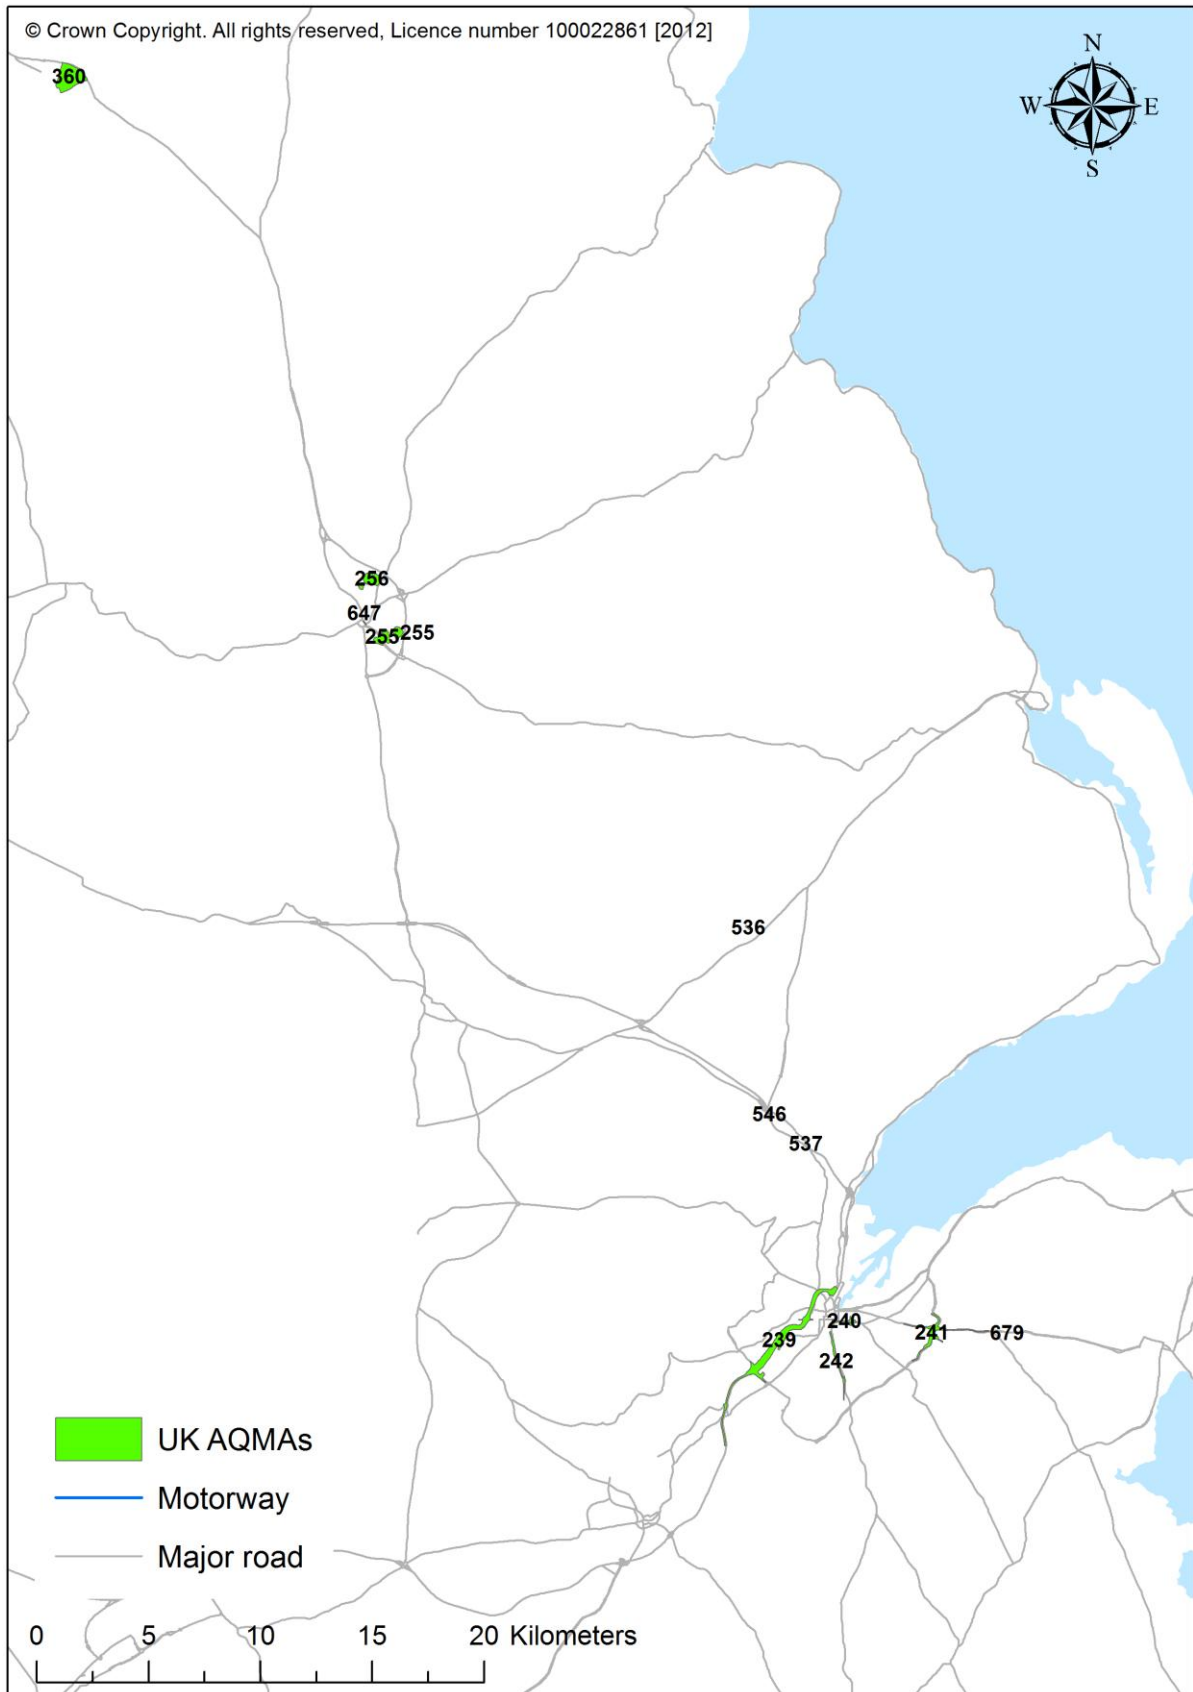 © Crown Copyright. All rights reserved, Licence number 100022861 [2012]
N
W E
S
360
256
647
255 255
536
546
537
240
239 241 679
242
UK AQMAs
Motorway
Major road
0 5 10 15 20 Kilometers